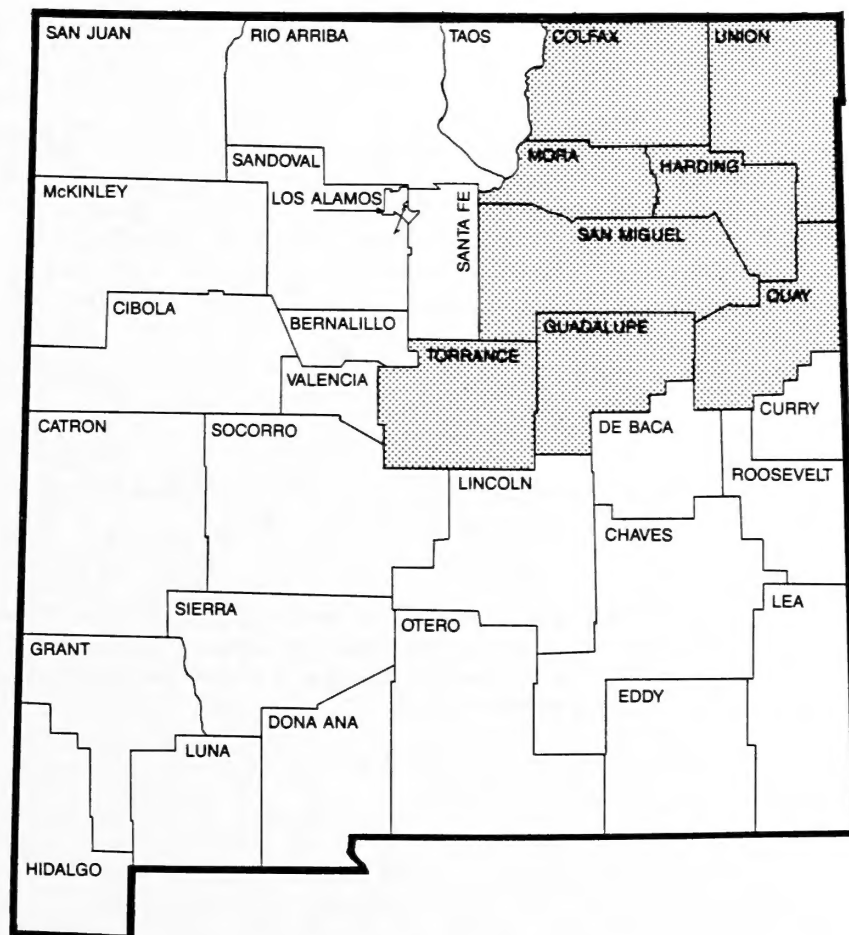 SAN JUAN
RIO ARRIBA
TAOS
COLFAX
UNION
SANDOVAL
MORA
HARDING
McKINLEY
LOS ALAMOS
SANTA FE
SAN MIGUEL
CIBOLA
QUAY
BERNALILLO
GUADALUPE
TORRANCE
VALENCIA
CURRY
CATRON
SOCORRO
DE BACA
LINCOLN
ROOSEVELT
CHAVES
SIERRA
LEA
OTERO
GRANT
EDDY
DONA ANA
LUNA
HIDALGO